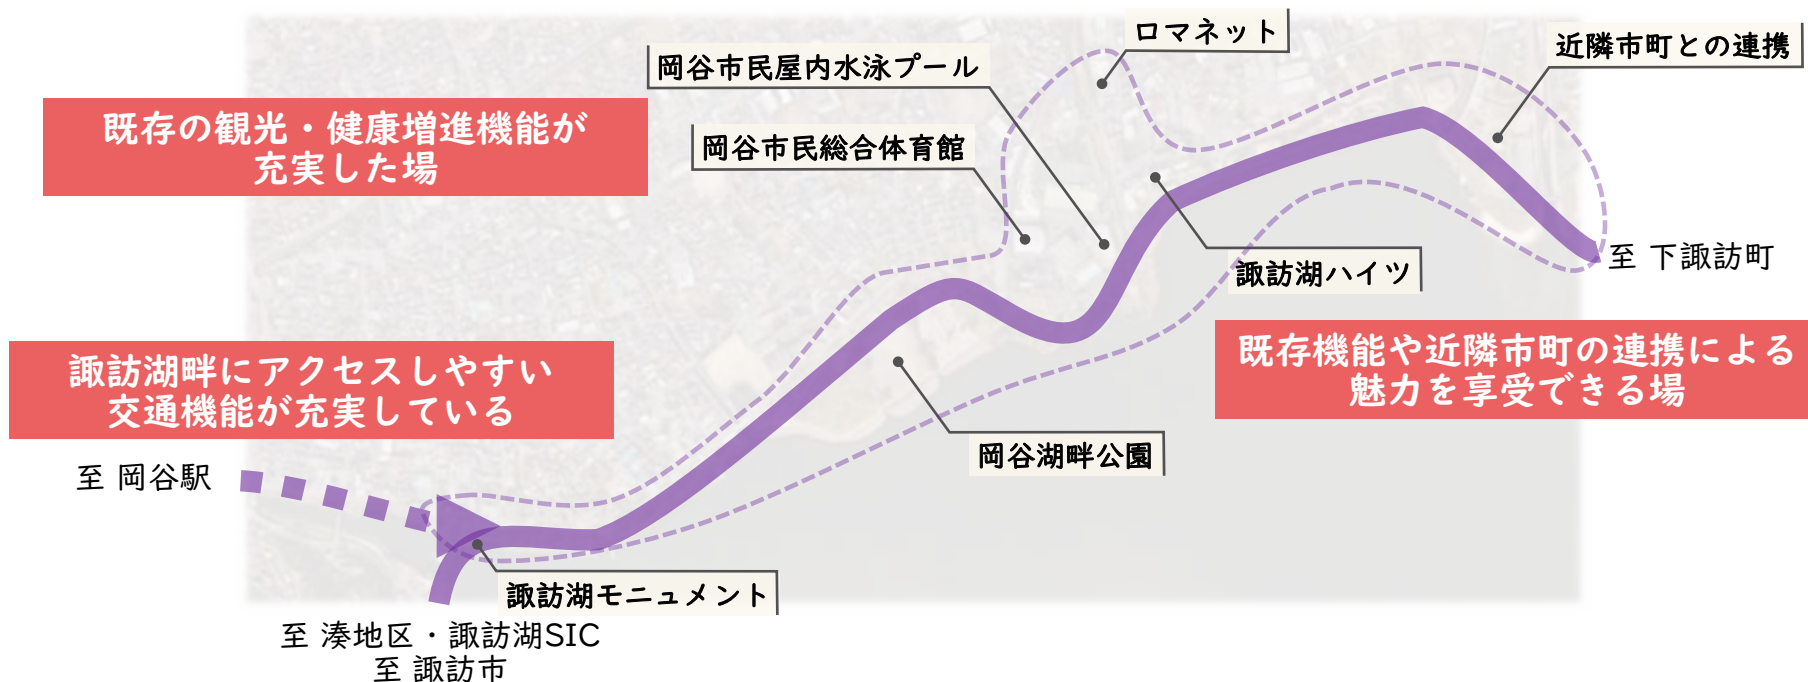 ロマネット
近隣市町との連携
岡谷市民屋内水泳プール
既存の観光・健康増進機能が
充実した場
岡谷市民総合体育館
至 下諏訪町
諏訪湖ハイツ
既存機能や近隣市町の連携による
魅力を享受できる場
諏訪湖畔にアクセスしやすい
交通機能が充実している
岡谷湖畔公園
至 岡谷駅
諏訪湖モニュメント
至 湊地区・諏訪湖SIC
至 諏訪市